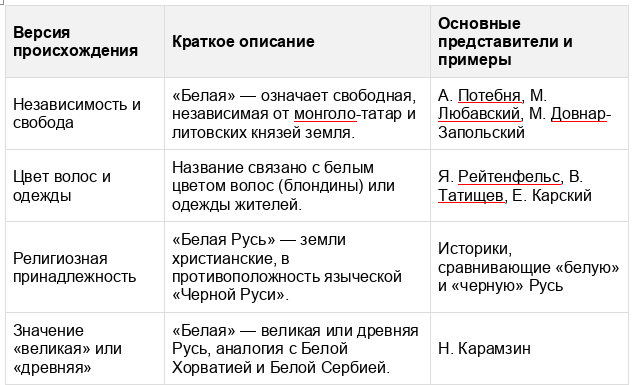 Версия
происхождения
Краткое описание
Основные
представители и
примеры
Независимость и
свобода
«Белая» — означает свободная,
независимая от монголо-татар и
литовских князей земля.
А. Потебня, М.
Любавский, М. Довнар-
Запольский
Цвет волос и
одежды
Название связано с белым
цветом волос (блондины) или
одежды жителей.
Я. Рейтенфельс, В.
Татищев, Е. Карский
Религиозная
принадлежность
«Белая Русь» — земли
христианские, в
противоположность языческой
«Черной Руси».
Историки,
сравнивающие «белую»
и «черную» Русь
Значение
«великая» или
«древняя»
«Белая» — великая или древняя
Русь, аналогия с Белой
Хорватией и Белой Сербией.
Н. Карамзин